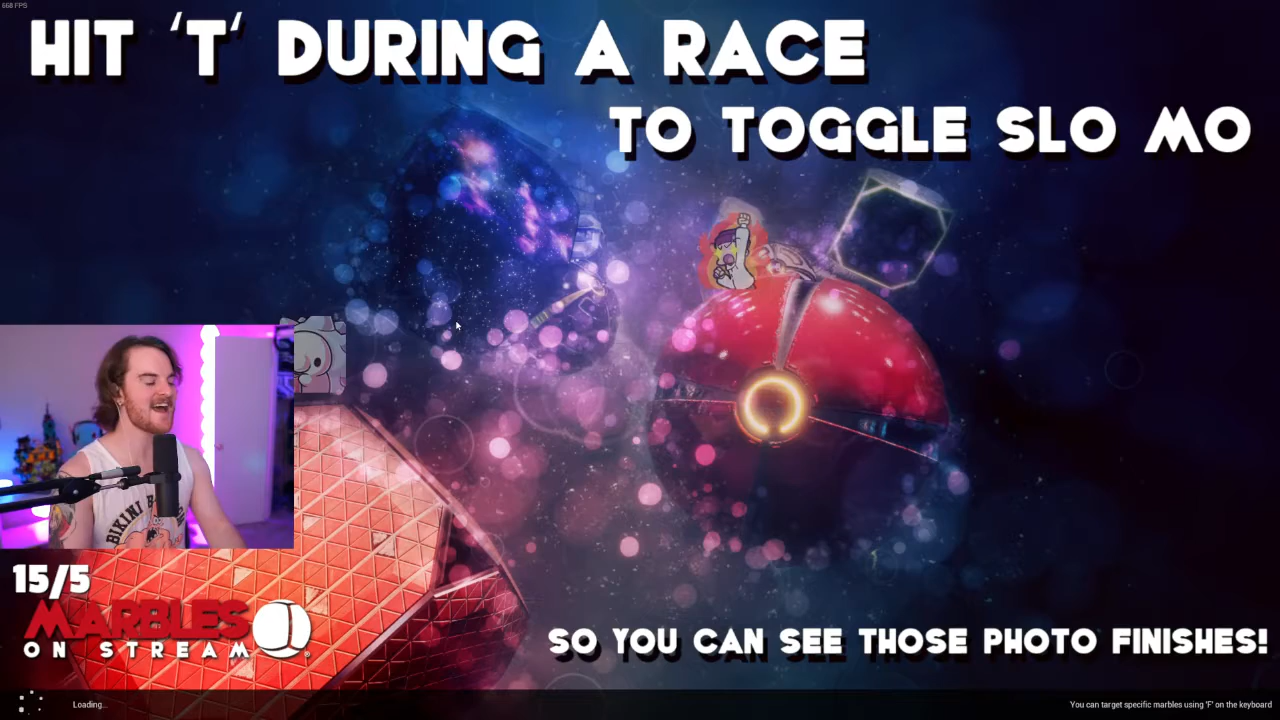 668 FPS
HIT 'T' DURING A RACE
TO TOGGLE SLO MO
BIKINI B
15/5
MARBLES
ON STREAM
SO YOU CAN SEE THOSE PHOTO FINISHES!
Loading...
You can target specific marbles using 'F' on the keyboard